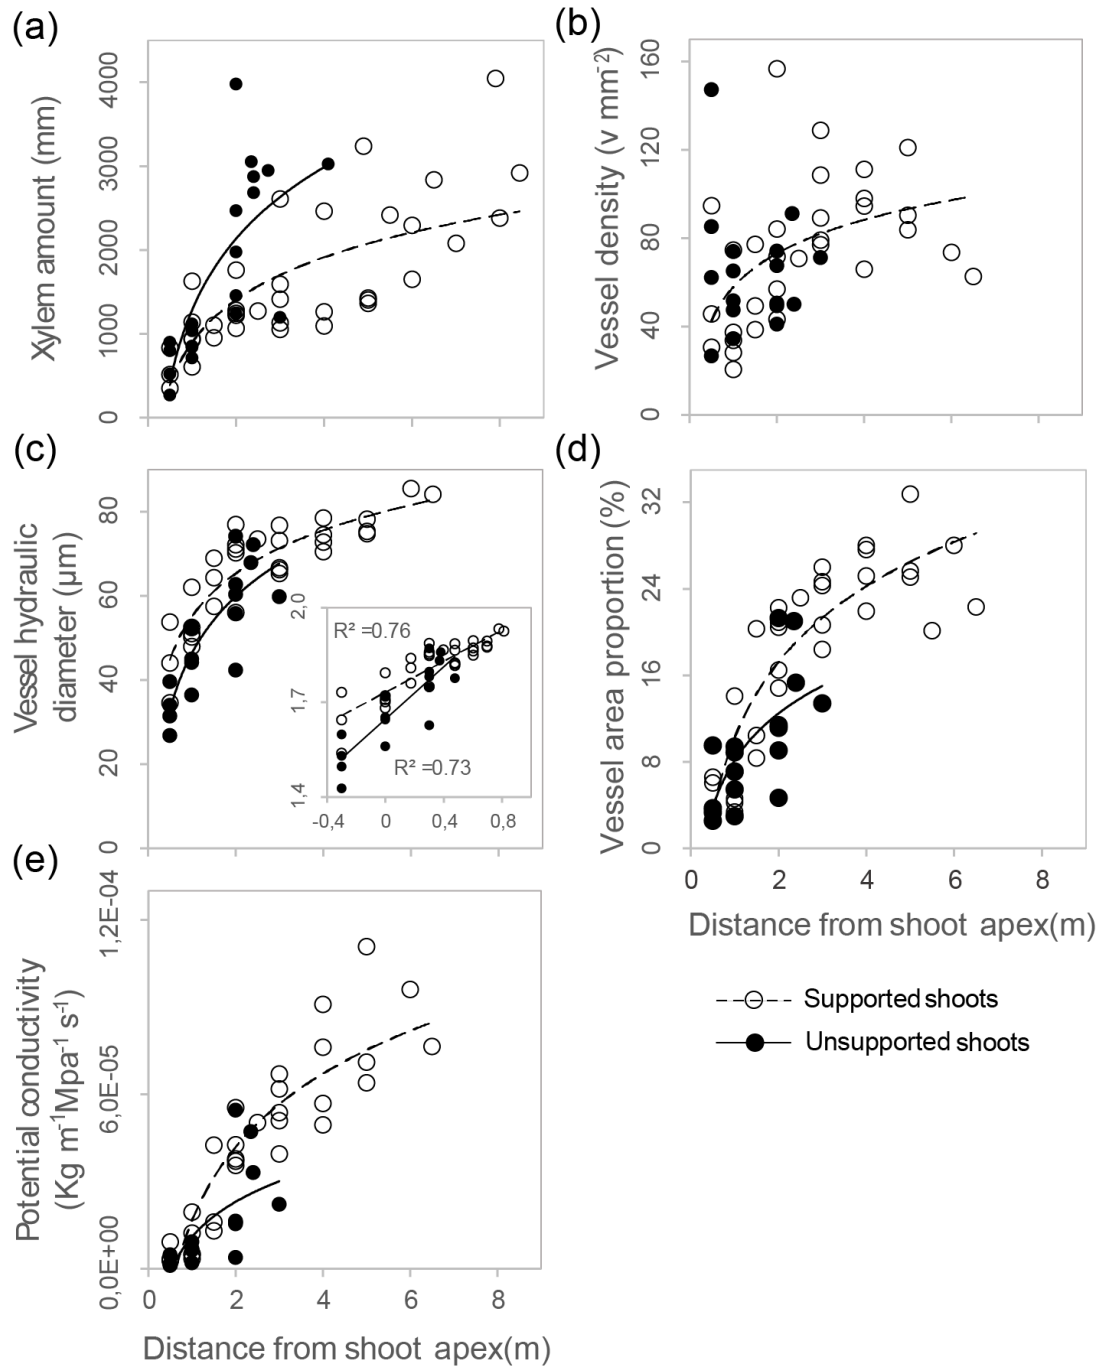 (a)
Xylem amount (mm)
4000
3000
2000
1000
0
(b)
Vessel density (v mm-2)
160
120
80
40
0
(c)
Vessel hydraulic
diameter (µm)
80
60
40
20
0
2,0
1,7
1,4
R² =0.76
R² =0.73
-0,4
0
0,4
0,8
(d)
Vessel area proportion (%)
32
24
16
8
0
0 2 4 6 8
Distance from shoot apex(m)
(e)
Potential conductivity
(Kg m-1Mpa-1 s-1)
1,2E-04
6,0E-05
0,0E+00
0 2 4 6 8
Distance from shoot apex(m)
Supported shoots
Unsupported shoots